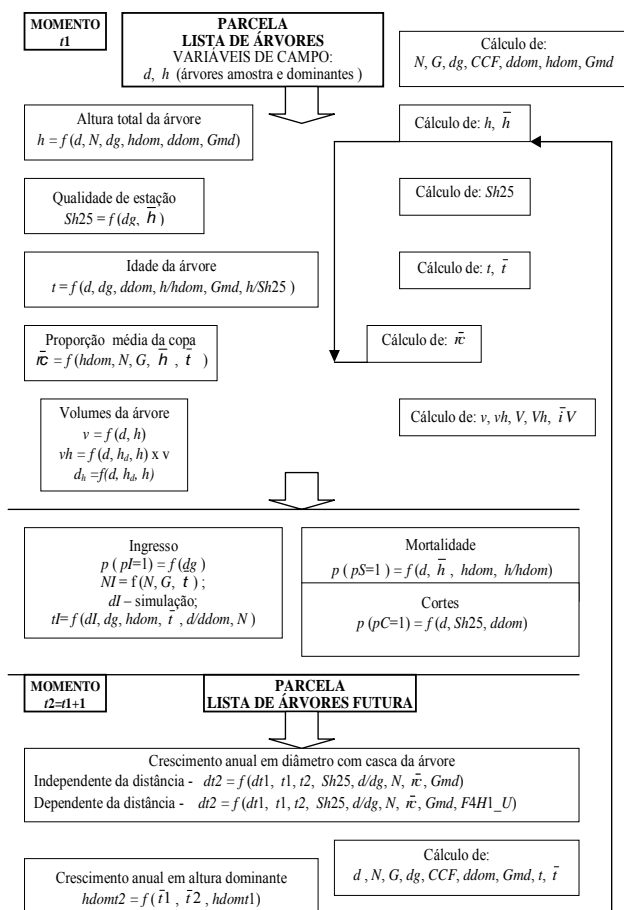 MOMENTO
t1
PARCELA
LISTA DE ÁRVORES
VARIÁVEIS DE CAMPO:
d, h (árvores amostra e dominantes )
Cálculo de:
N, G, dg, CCF, ddom, hdom, Gmd
Altura total da árvore
h = f (d, N, dg, hdom, ddom, Gmd)
Cálculo de: h, h̄
Qualidade de estação
Sh25 = f (dg, h̄ )
Cálculo de: Sh25
Idade da árvore
t = f (d, dg, ddom, h/hdom, Gmd, h/Sh25 )
Cálculo de: t, t̄
Proporção média da copa
r̄c = f (hdom, N, G, h̄ , t̄ )
Cálculo de: r̄c
Volumes da árvore
v = f (d, h)
vh = f (d, hd, h) x v
dh =f(d, hd, h)
Cálculo de: v, vh, V, Vh, ī V
Ingresso
p ( pI=1) = f (dg )
NI = f (N, G, t̄ ) ;
dI – simulação;
tI= f (dI, dg, hdom, t̄ , d/ddom, N )
Mortalidade
p ( pS=1 ) = f (d, h̄ , hdom, h/hdom)
Cortes
p (pC=1) = f (d, Sh25, ddom)
MOMENTO
t2=t1+1
PARCELA
LISTA DE ÁRVORES FUTURA
Crescimento anual em diâmetro com casca da árvore
Independente da distância - dt2 = f (dt1, t1, t2, Sh25, d/dg, N, r̄c , Gmd)
Dependente da distância - dt2 = f (dt1, t1, t2, Sh25, d/dg, N, r̄c, Gmd, F4H1_U)
Crescimento anual em altura dominante
hdomt2 = f ( t̄1 , t̄2 , hdomt1)
Cálculo de:
d , N, G, dg, CCF, ddom, Gmd, t, t̄